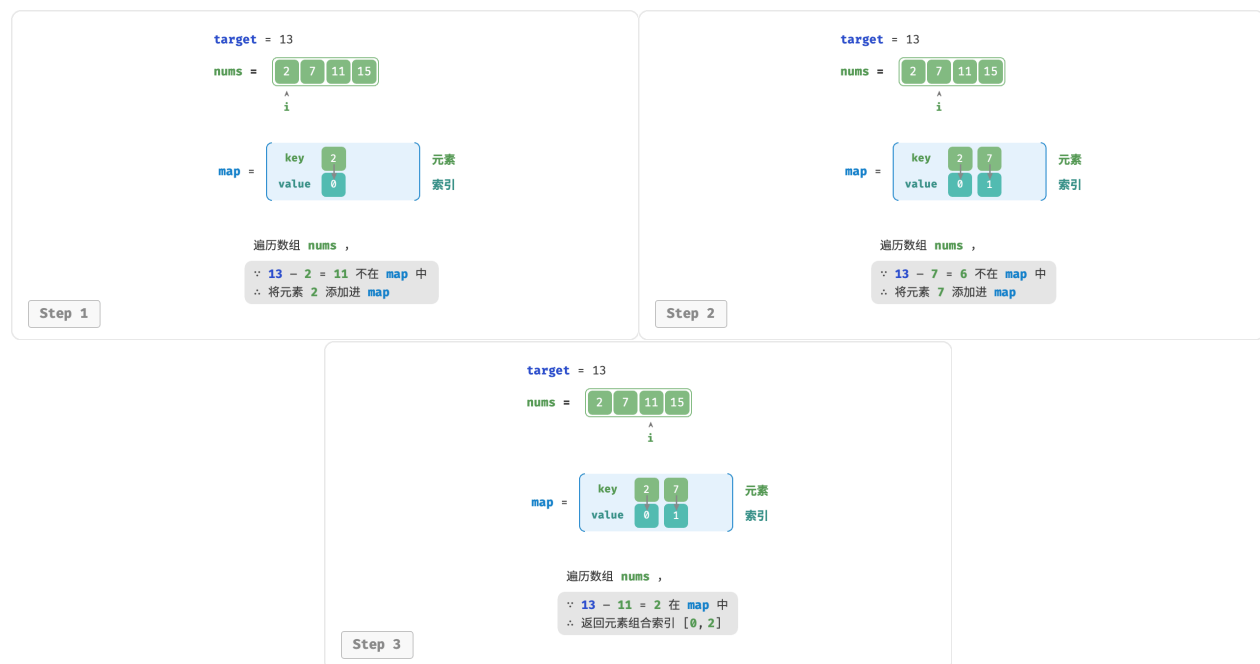 target = 13
nums = 2 7 11 15
i
key 2
map =
value 0
元素
索引
遍历数组 nums ，
∵ 13 − 2 = 11 不在 map 中
∴ 将元素 2 添加进 map
Step 1
target = 13
nums = 2 7 11 15
i
key 2 7
map =
value 0 1
元素
索引
遍历数组 nums ，
∵ 13 − 7 = 6 不在 map 中
∴ 将元素 7 添加进 map
Step 2
target = 13
nums = 2 7 11 15
i
key 2 7
map =
value 0 1
元素
索引
遍历数组 nums ，
∵ 13 − 11 = 2 在 map 中
∴ 返回元素组合索引 [0,2]
Step 3